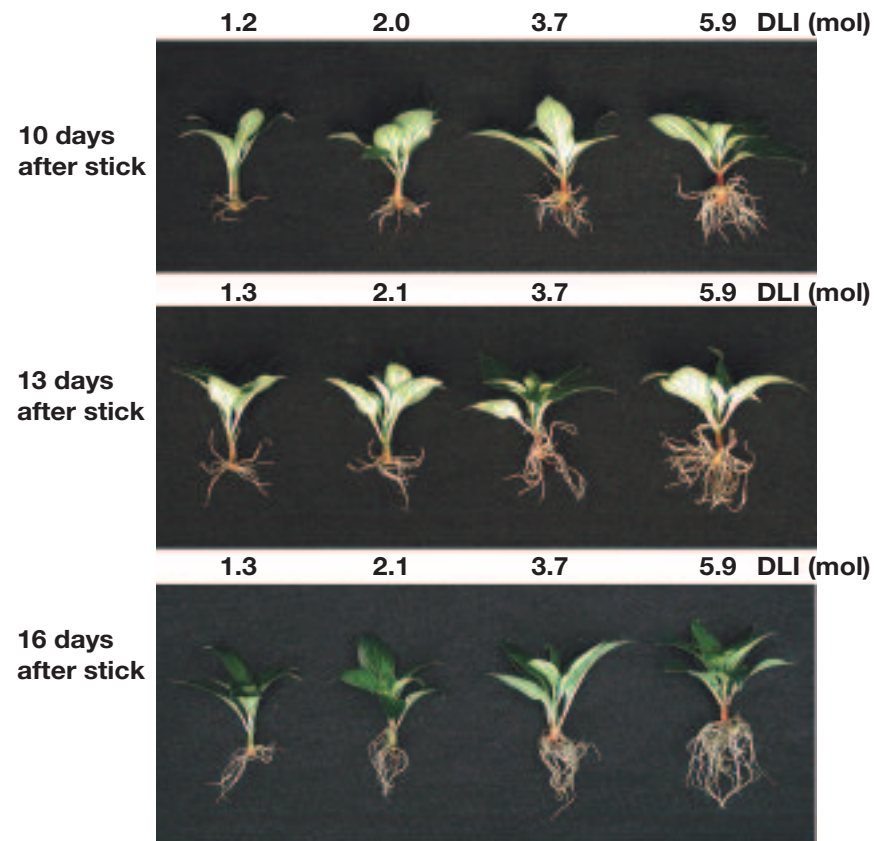 1.2 2.0 3.7 5.9 DLI (mol)
10 days
after stick
1.3 2.1 3.7 5.9 DLI (mol)
13 days
after stick
1.3 2.1 3.7 5.9 DLI (mol)
16 days
after stick